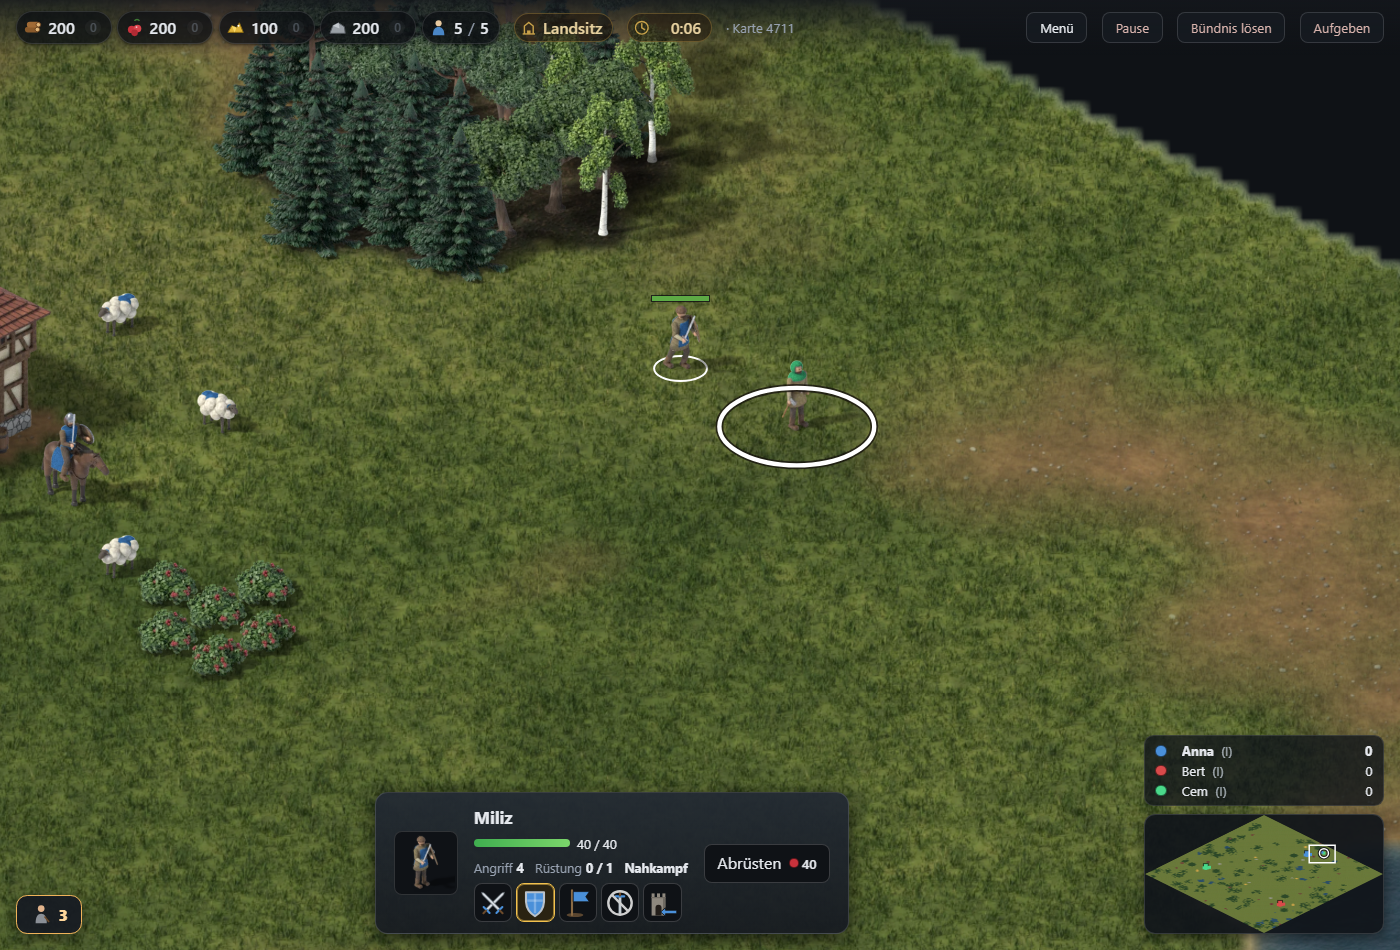 200 0 200 0 100 0 200 0 5 / 5 Landsitz 0:06 · Karte 4711 Menü Pause Bündnis lösen Aufgeben
Anna (I) 0
Bert (I) 0
Cem (I) 0
Miliz
40 / 40
Angriff 4 Rüstung 0 / 1 Nahkampf
Abrüsten 40
3